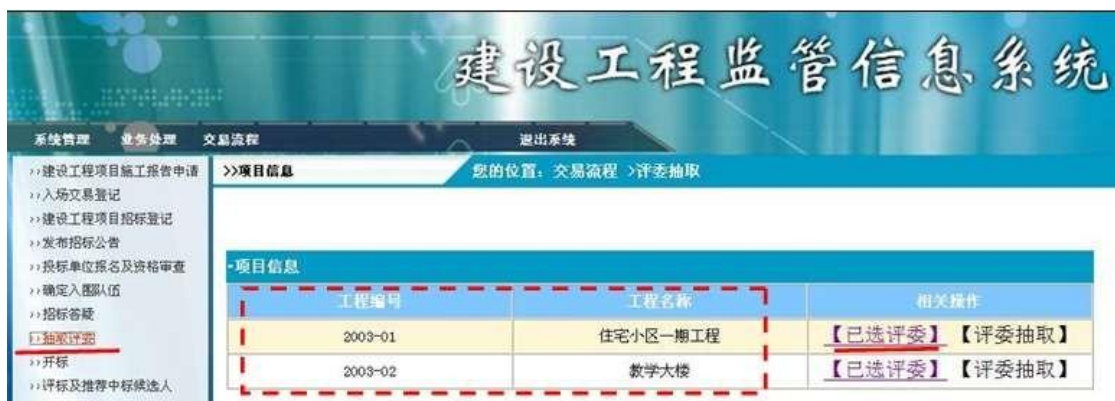 建设工程监管信息系统
系统管理 业务处理 交易流程 退出系统
>>建设工程项目施工报告申请
>>入场交易登记
>>建设工程项目招标登记
>>发布招标公告
>>投标单位报名及资格审查
>>确定入围队伍
>>招标答疑
>>抽取评委
>>开标
>>评标及推荐中标候选人
>>项目信息 您的位置：交易流程 >评委抽取
-项目信息
工程编号 工程名称 相关操作
2003-01 住宅小区一期工程 【已选评委】 【评委抽取】
2003-02 教学大楼 【已选评委】 【评委抽取】